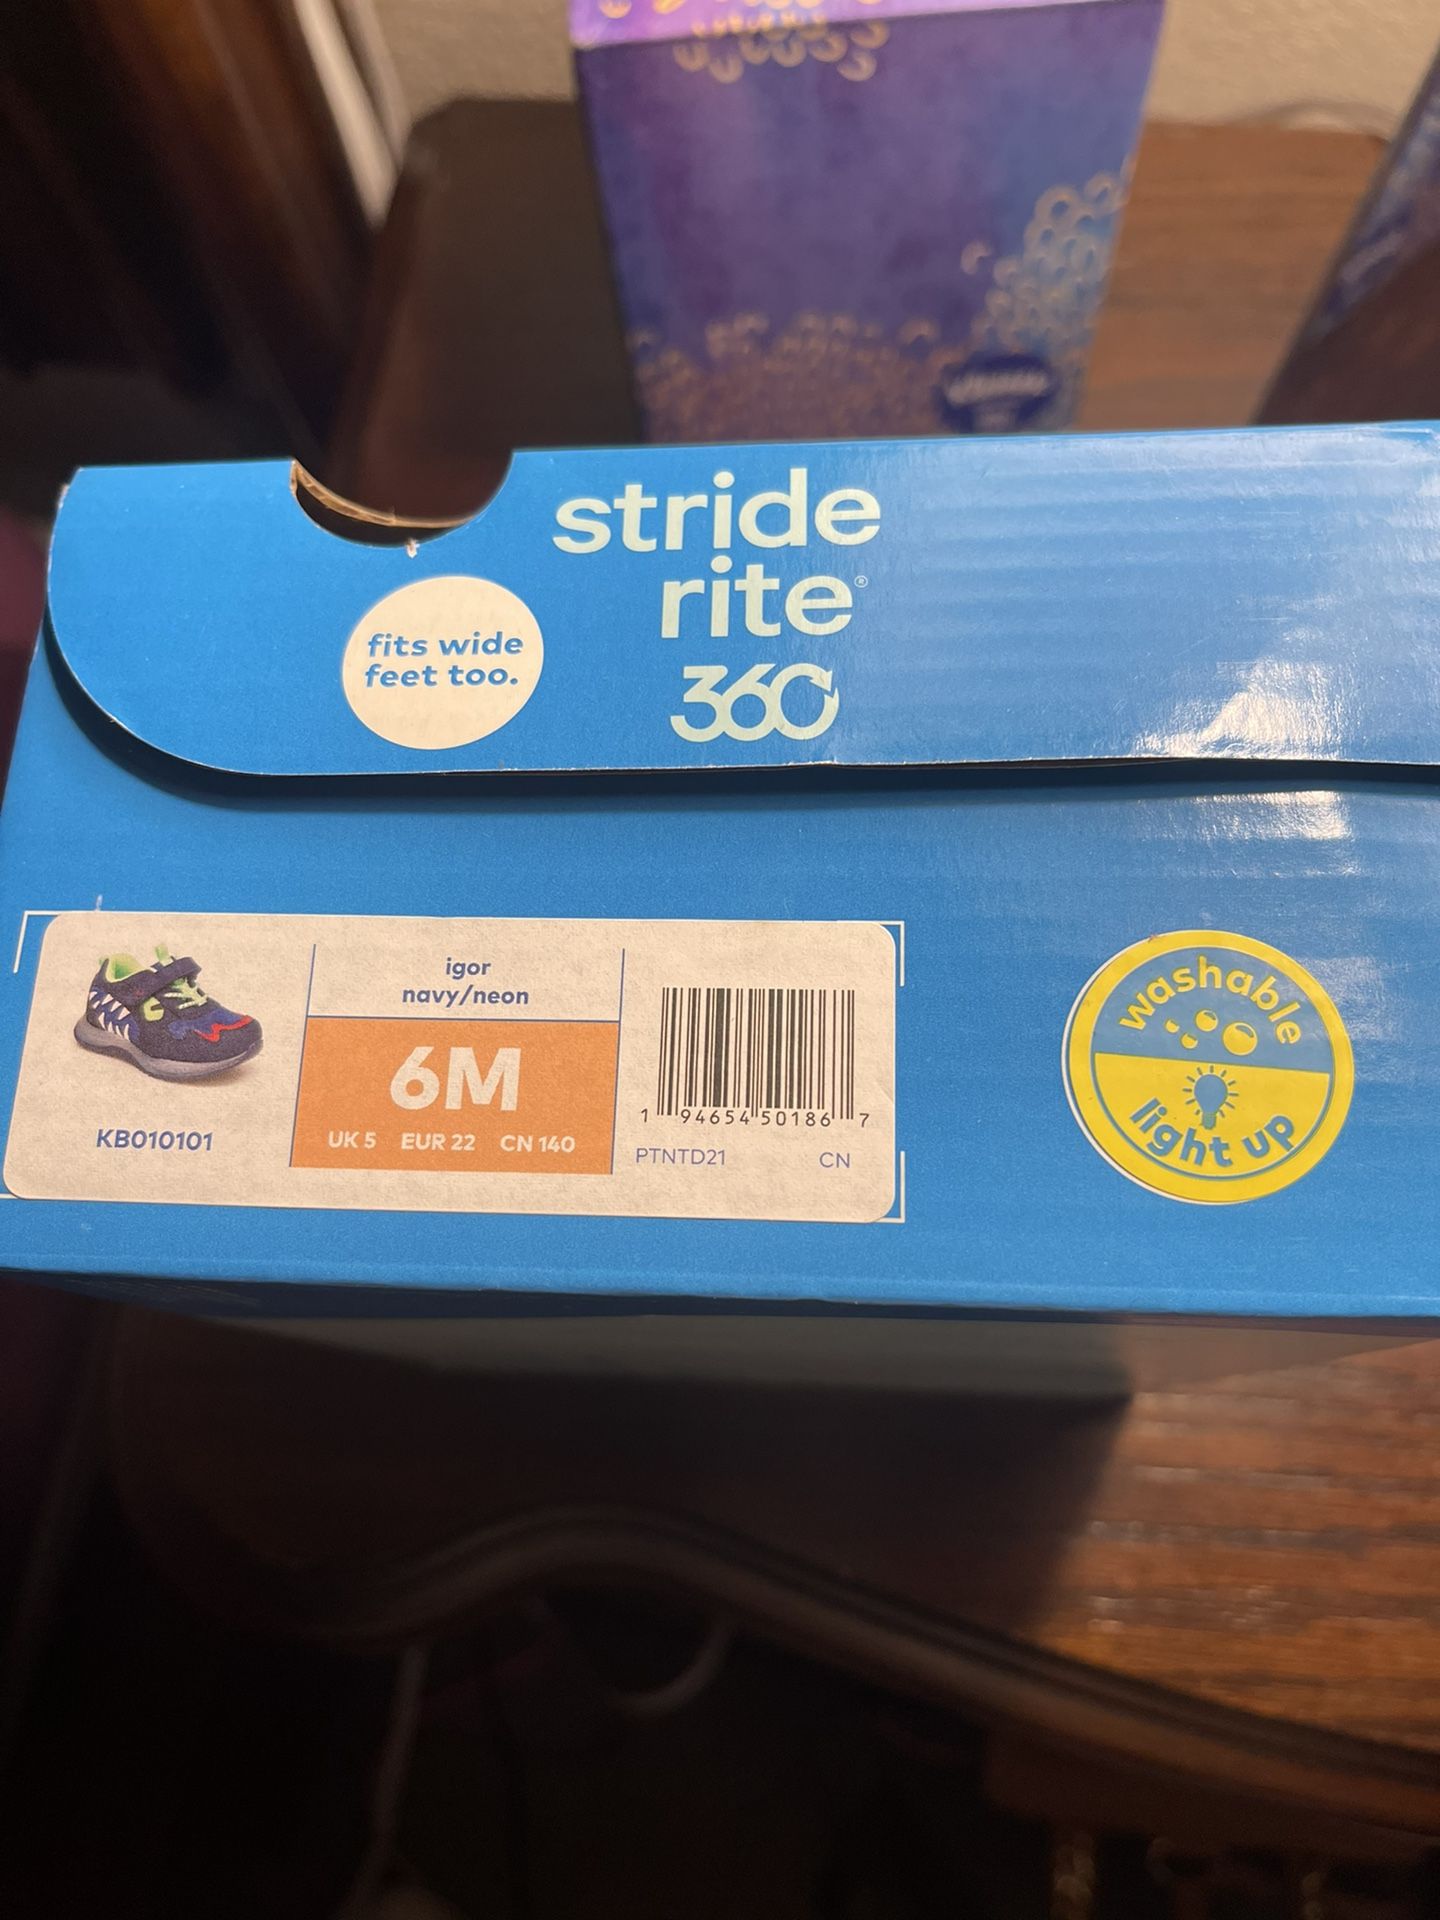 stride
rite®
360
fits wide
feet too.
igor
navy/neon
6M
UK 5 EUR 22 CN 140
KB010101
1 94654 50186 7
PTNTD21 CN
washable
light up